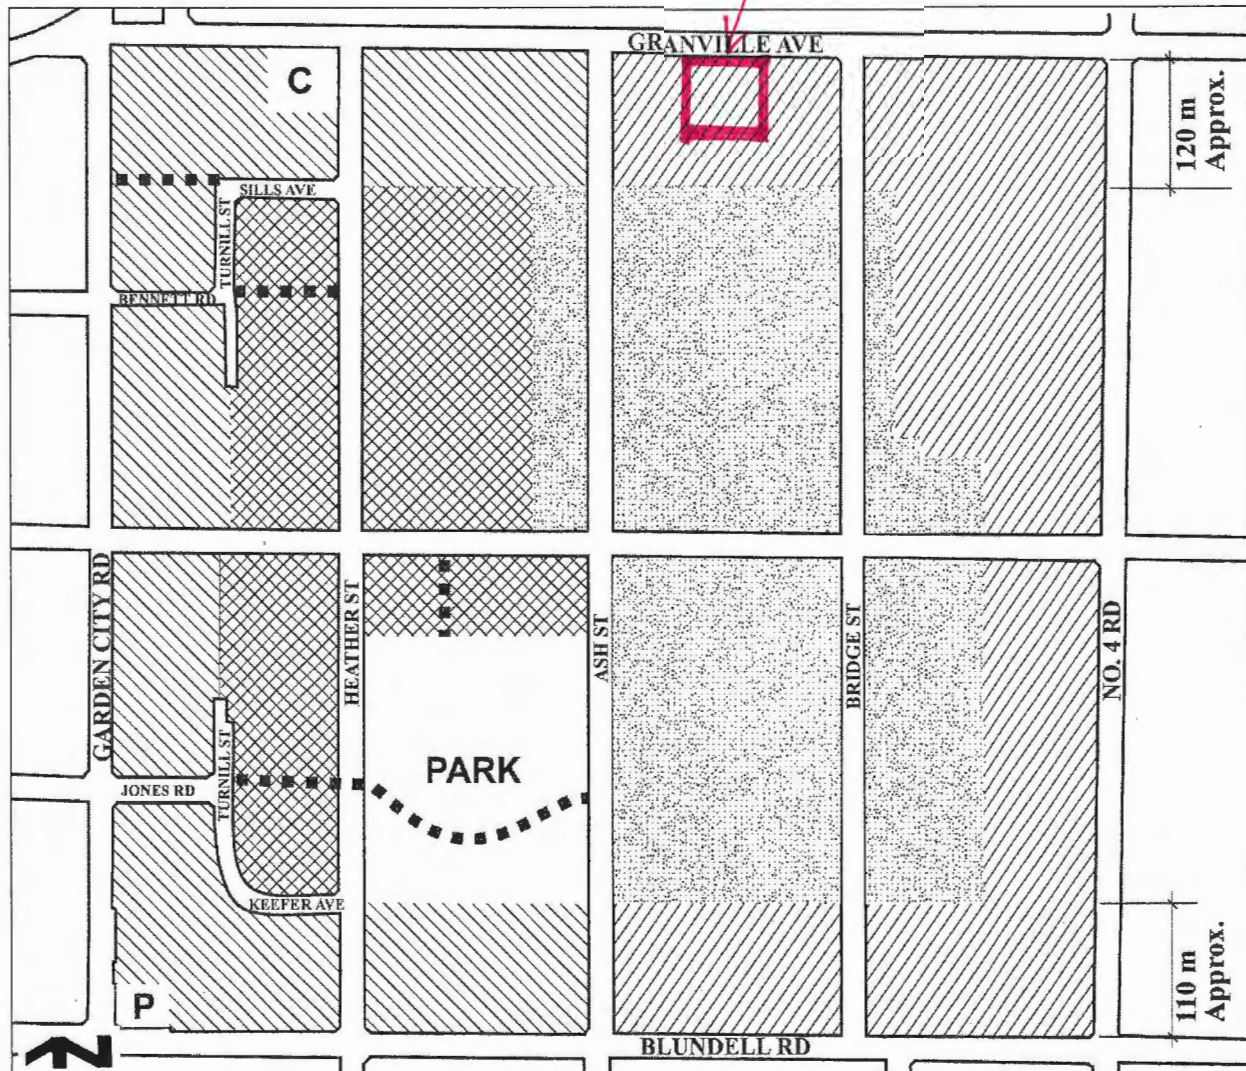 GRANVILLE AVE
C
120 m
Approx.
SILLS AVE
TURNILL ST
BENNETT RD
GARDEN CITY RD
HEATHER ST
ASH ST
BRIDGE ST
NO. 4 RD
PARK
JONES RD
TURNILL ST
KEEFER AVE
110 m
Approx.
P
BLUNDELL RD
N